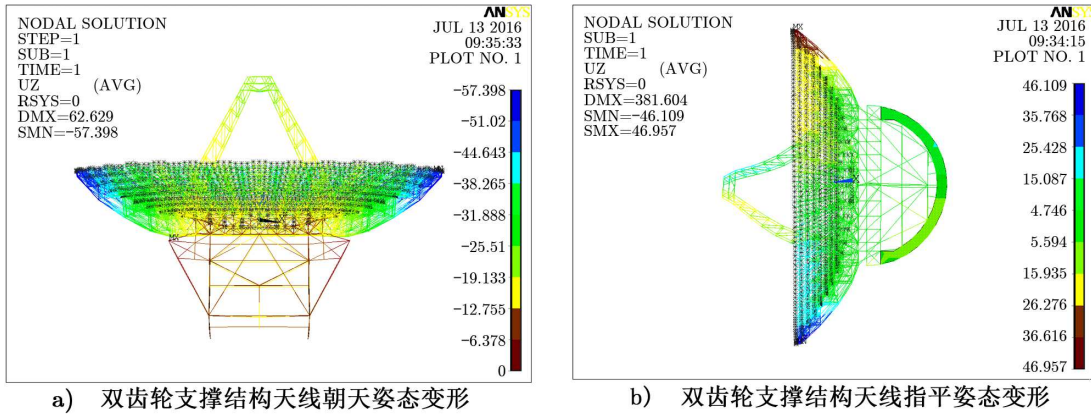 ANSYS
NODAL SOLUTION
STEP=1
SUB=1
TIME=1
UZ (AVG)
RSYS=0
DMX=62.629
SMN=-57.398
JUL 13 2016
09:35:33
PLOT NO. 1
-57.398
-51.02
-44.643
-38.265
-31.888
-25.51
-19.133
-12.755
-6.378
0
MX
a) 双齿轮支撑结构天线朝天姿态变形
ANSYS
NODAL SOLUTION
SUB=1
TIME=1
UZ (AVG)
RSYS=0
DMX=381.604
SMN=-46.109
SMX=46.957
JUL 13 2016
09:34:15
PLOT NO. 1
MX
46.109
35.768
25.428
15.087
4.746
5.594
15.935
26.276
36.616
46.957
b) 双齿轮支撑结构天线指平姿态变形